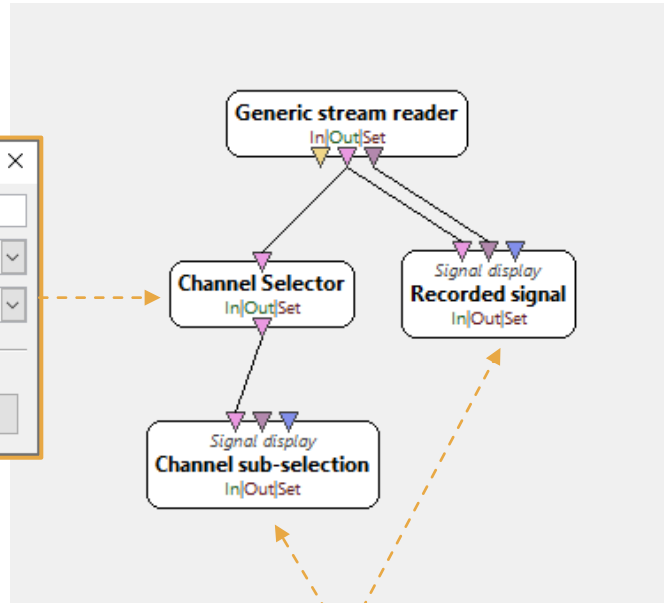 Generic stream reader
In|Out|Set
Channel Selector
In|Out|Set
Signal display
Recorded signal
In|Out|Set
Signal display
Channel sub-selection
In|Out|Set